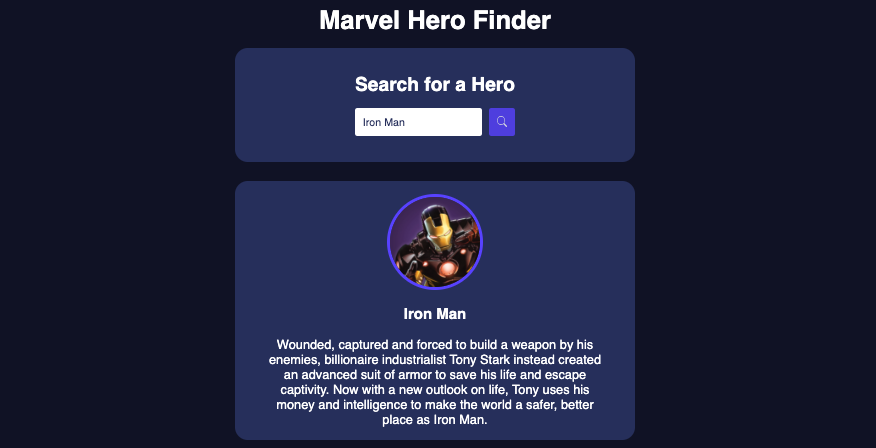 Marvel Hero Finder
Search for a Hero
Iron Man
Iron Man
Wounded, captured and forced to build a weapon by his
enemies, billionaire industrialist Tony Stark instead created
an advanced suit of armor to save his life and escape
captivity. Now with a new outlook on life, Tony uses his
money and intelligence to make the world a safer, better
place as Iron Man.